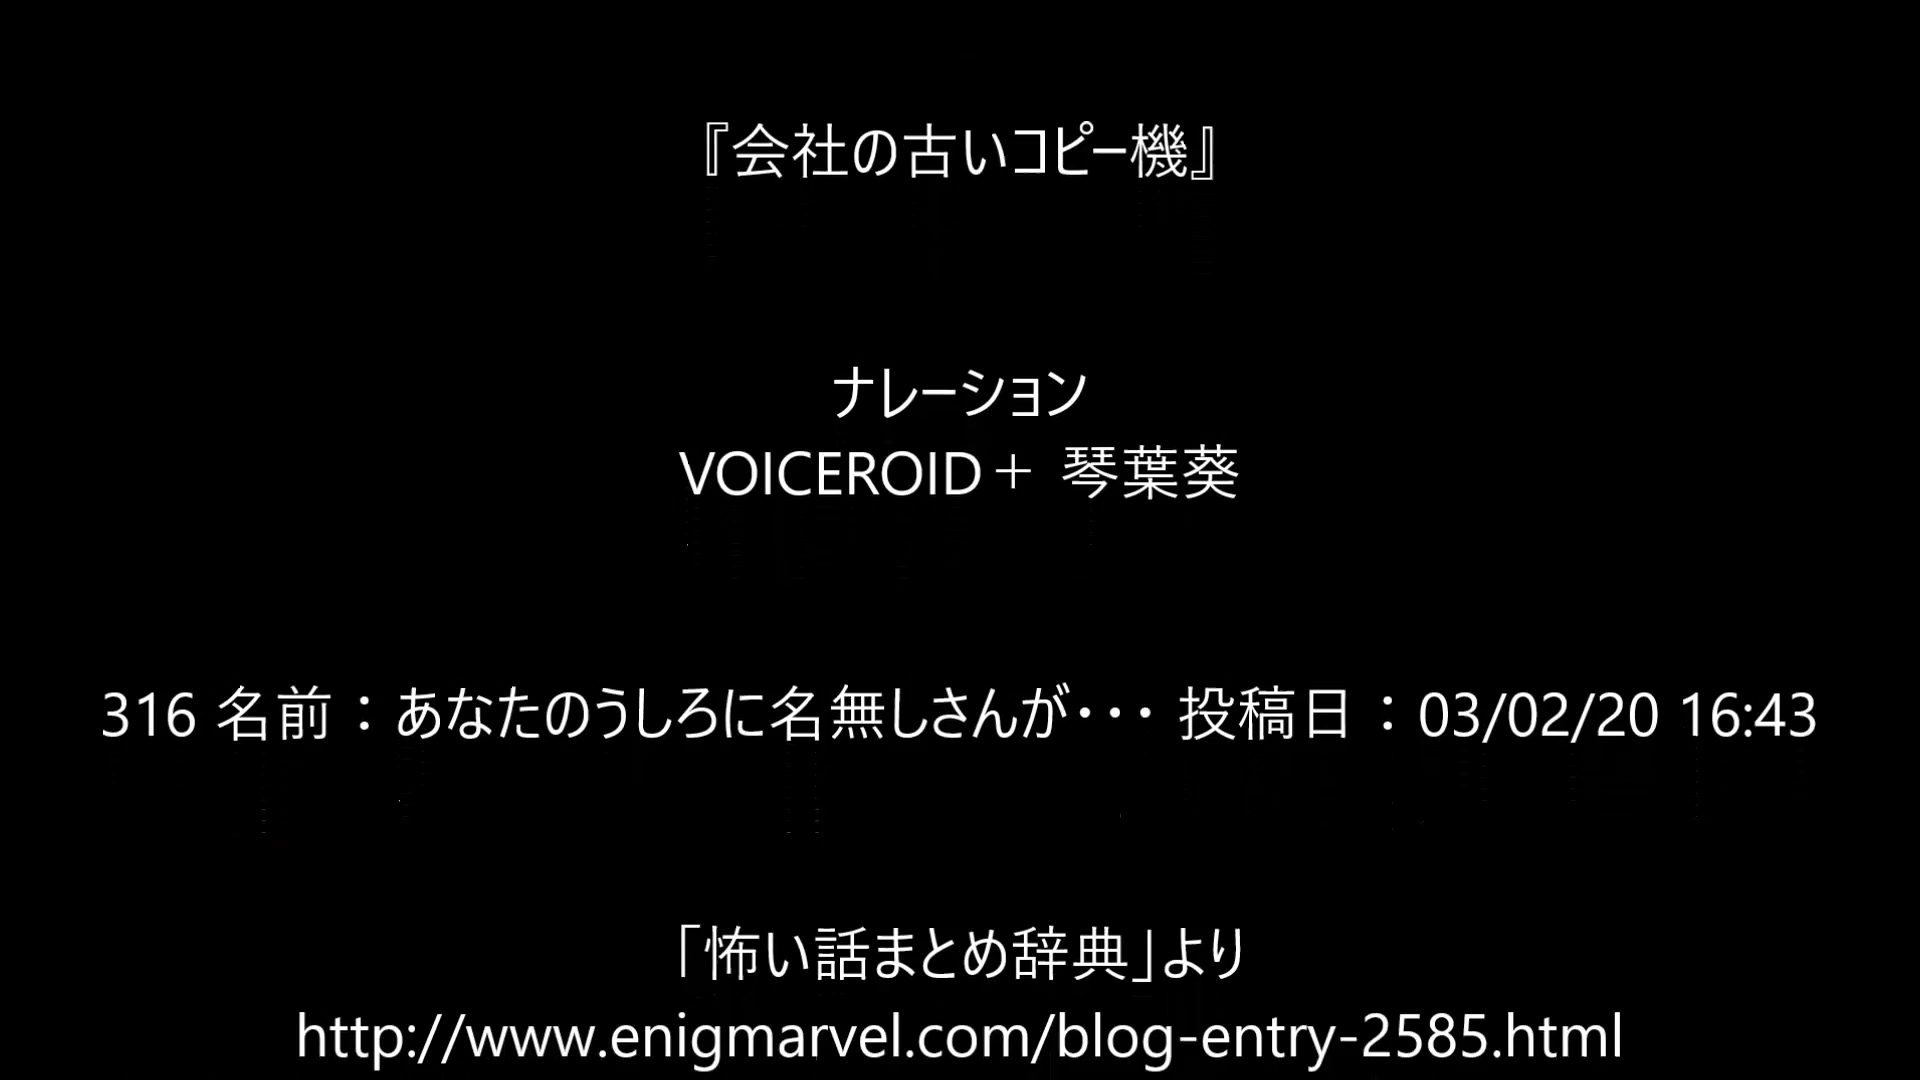 『会社の古いコピー機』
ナレーション
VOICEROID＋ 琴葉葵
316 名前：あなたのうしろに名無しさんが・・・ 投稿日：03/02/20 16:43
「怖い話まとめ辞典」より
http://www.enigmarvel.com/blog-entry-2585.html